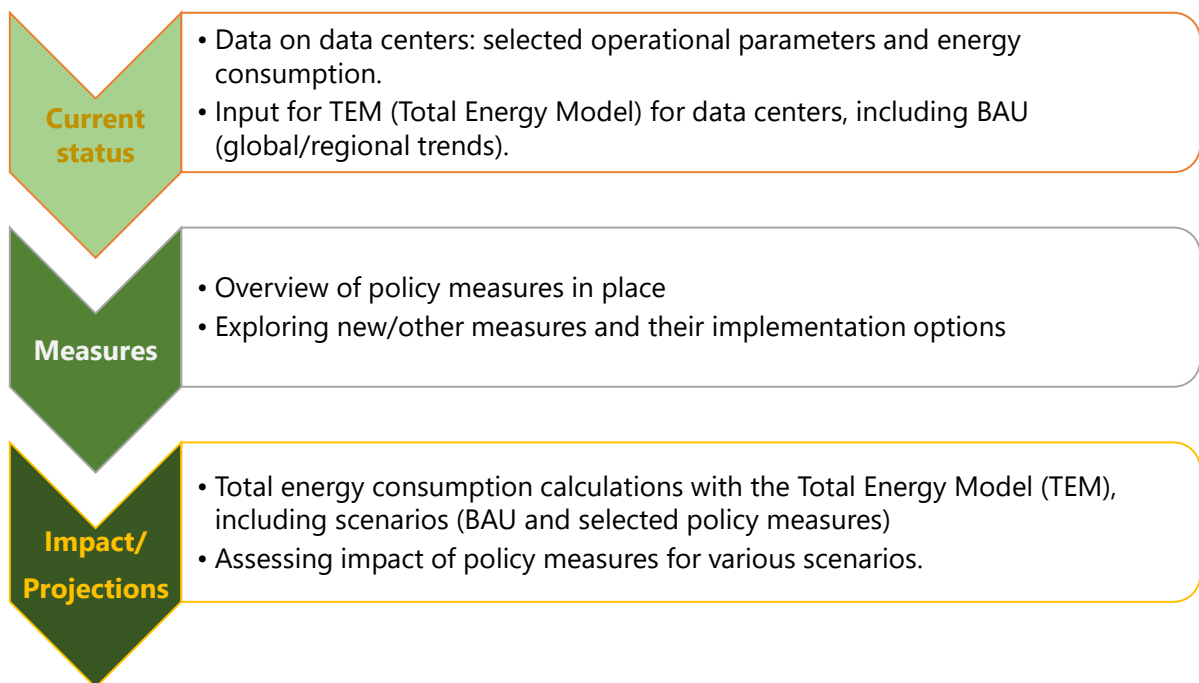 Current
status
• Data on data centers: selected operational parameters and energy
consumption.
• Input for TEM (Total Energy Model) for data centers, including BAU
(global/regional trends).
Measures
• Overview of policy measures in place
• Exploring new/other measures and their implementation options
Impact/
Projections
• Total energy consumption calculations with the Total Energy Model (TEM),
including scenarios (BAU and selected policy measures)
• Assessing impact of policy measures for various scenarios.